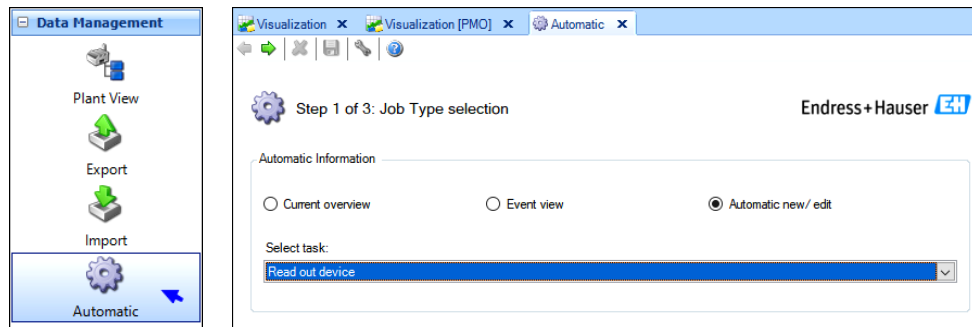 Data Management
Plant View
Export
Import
Automatic
Visualization
Visualization [PMO]
Automatic
Step 1 of 3: Job Type selection
Endress+Hauser EH
Automatic Information
Current overview
Event view
Automatic new/ edit
Select task:
Read out device